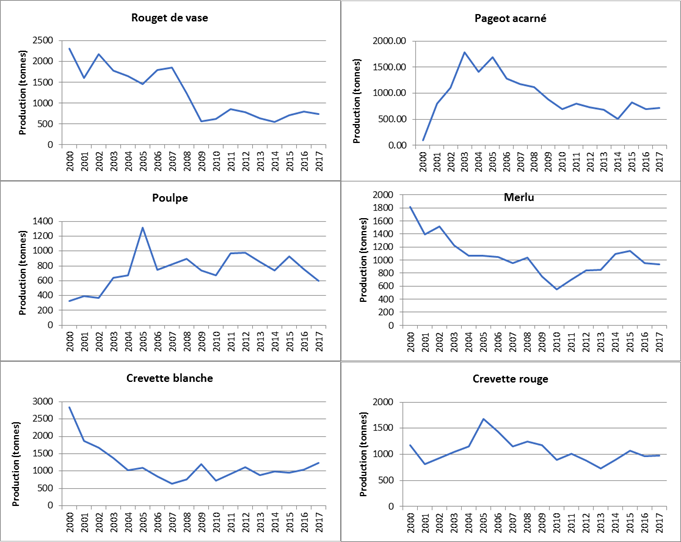 Rouget de vase
Production (tonnes)
2500
2000
1500
1000
500
0
2000 2001 2002 2003 2004 2005 2006 2007 2008 2009 2010 2011 2012 2013 2014 2015 2016 2017
Pageot acarné
Production (tonnes)
2000.00
1500.00
1000.00
500.00
0.00
2000 2001 2002 2003 2004 2005 2006 2007 2008 2009 2010 2011 2012 2013 2014 2015 2016 2017
Poulpe
Production (tonnes)
1400
1200
1000
800
600
400
200
0
2000 2001 2002 2003 2004 2005 2006 2007 2008 2009 2010 2011 2012 2013 2014 2015 2016 2017
Merlu
Production (tonnes)
2000
1800
1600
1400
1200
1000
800
600
400
200
0
2000 2001 2002 2003 2004 2005 2006 2007 2008 2009 2010 2011 2012 2013 2014 2015 2016 2017
Crevette blanche
Production (tonnes)
3000
2500
2000
1500
1000
500
0
2000 2001 2002 2003 2004 2005 2006 2007 2008 2009 2010 2011 2012 2013 2014 2015 2016 2017
Crevette rouge
Production (tonnes)
2000
1500
1000
500
0
2000 2001 2002 2003 2004 2005 2006 2007 2008 2009 2010 2011 2012 2013 2014 2015 2016 2017